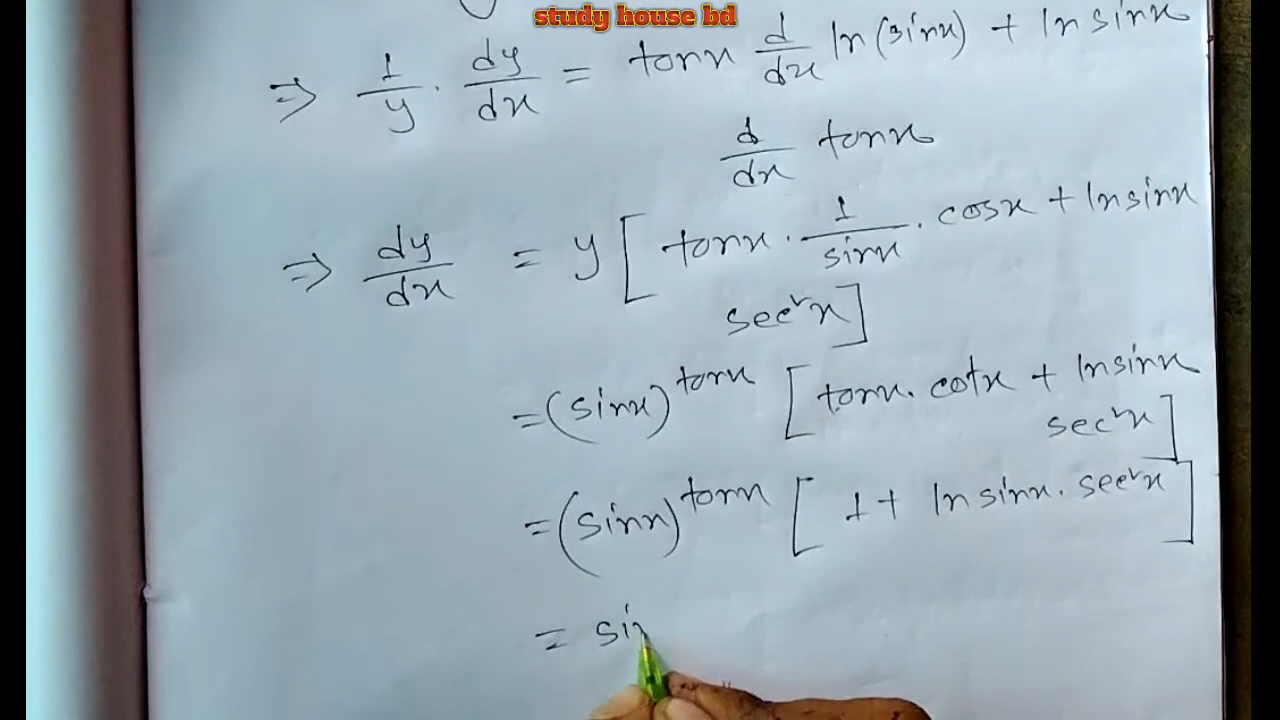 study house bd
⇒ 1/y . dy/dx = tanx d/dx ln(sinx) + ln sinx
d/dx tanx
⇒ dy/dx = y [ tanx . 1/sinx . cosx + ln sinx
sec²x ]
= (sinx)^tanx [ tanx . cotx + ln sinx
sec²x ]
= (sinx)^tanx [ 1 + ln sinx . sec²x ]
= sin